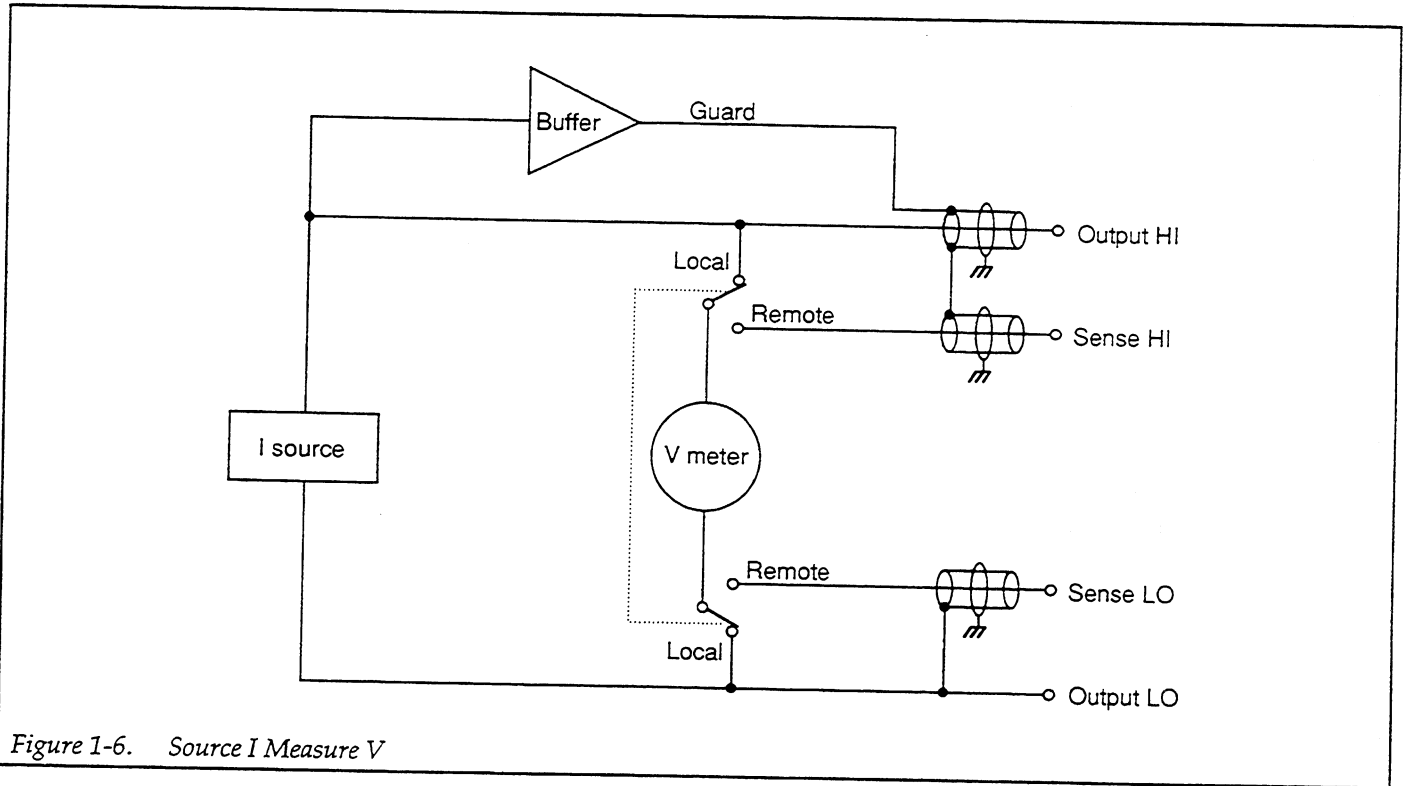 Buffer
Guard
Output HI
Local
Remote
Sense HI
I source
V meter
Remote
Sense LO
Local
Output LO
Figure 1-6. Source I Measure V